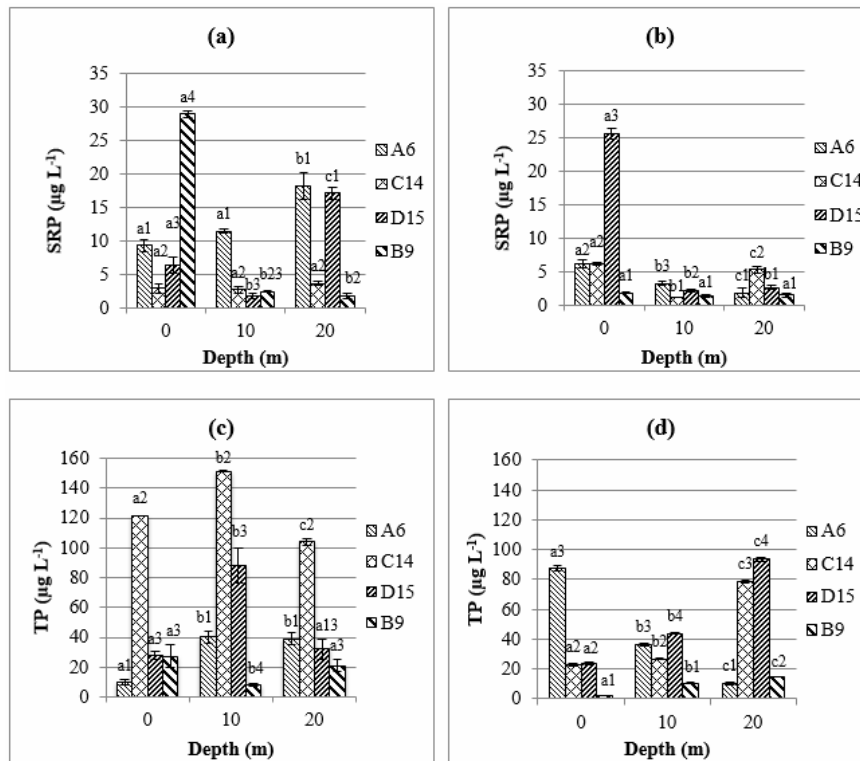 (a)
35
30
25
20
15
10
5
0
SRP (µg L⁻¹)
a1
a2
a3
a4
a1
a2
b3
b23
b1
a2
c1
b2
0 10 20
Depth (m)
A6
C14
D15
B9
(b)
35
30
25
20
15
10
5
0
SRP (µg L⁻¹)
a2
a2
a3
a1
b3
b1
b2
a1
c1
c2
b1
a1
0 10 20
Depth (m)
A6
C14
D15
B9
(c)
160
140
120
100
80
60
40
20
0
TP (µg L⁻¹)
a1
a2
a3
a3
b1
b2
b3
b4
b1
c2
a13
a3
0 10 20
Depth (m)
A6
C14
D15
B9
(d)
160
140
120
100
80
60
40
20
0
TP (µg L⁻¹)
a3
a2
a2
a1
b3
b2
b4
b1
c1
c3
c4
c2
0 10 20
Depth (m)
A6
C14
D15
B9